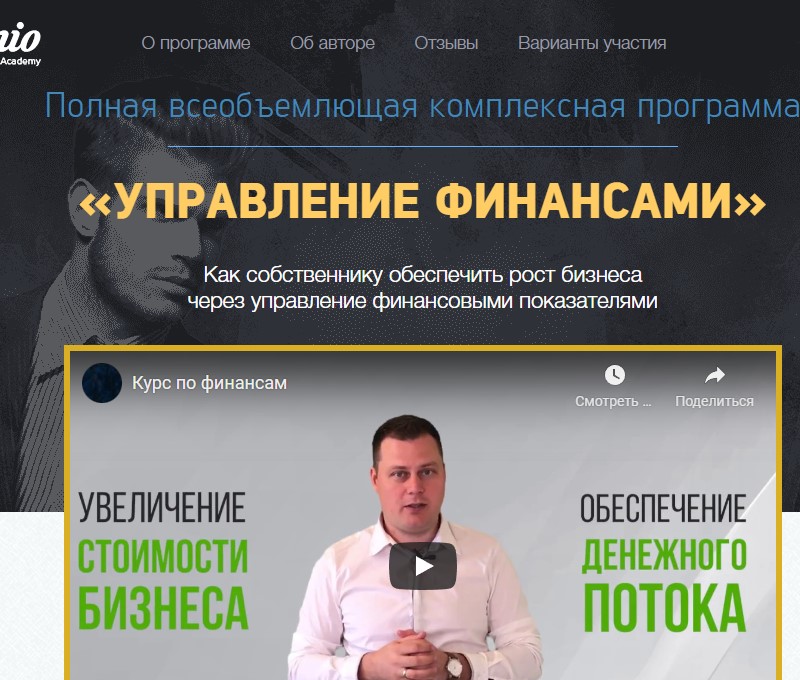 Academy
О программе Об авторе Отзывы Варианты участия
Полная всеобъемлющая комплексная программа
«УПРАВЛЕНИЕ ФИНАНСАМИ»
Как собственнику обеспечить рост бизнеса
через управление финансовыми показателями
Курс по финансам
Смотреть ...
Поделиться
УВЕЛИЧЕНИЕ
СТОИМОСТИ
БИЗНЕСА
ОБЕСПЕЧЕНИЕ
ДЕНЕЖНОГО
ПОТОКА